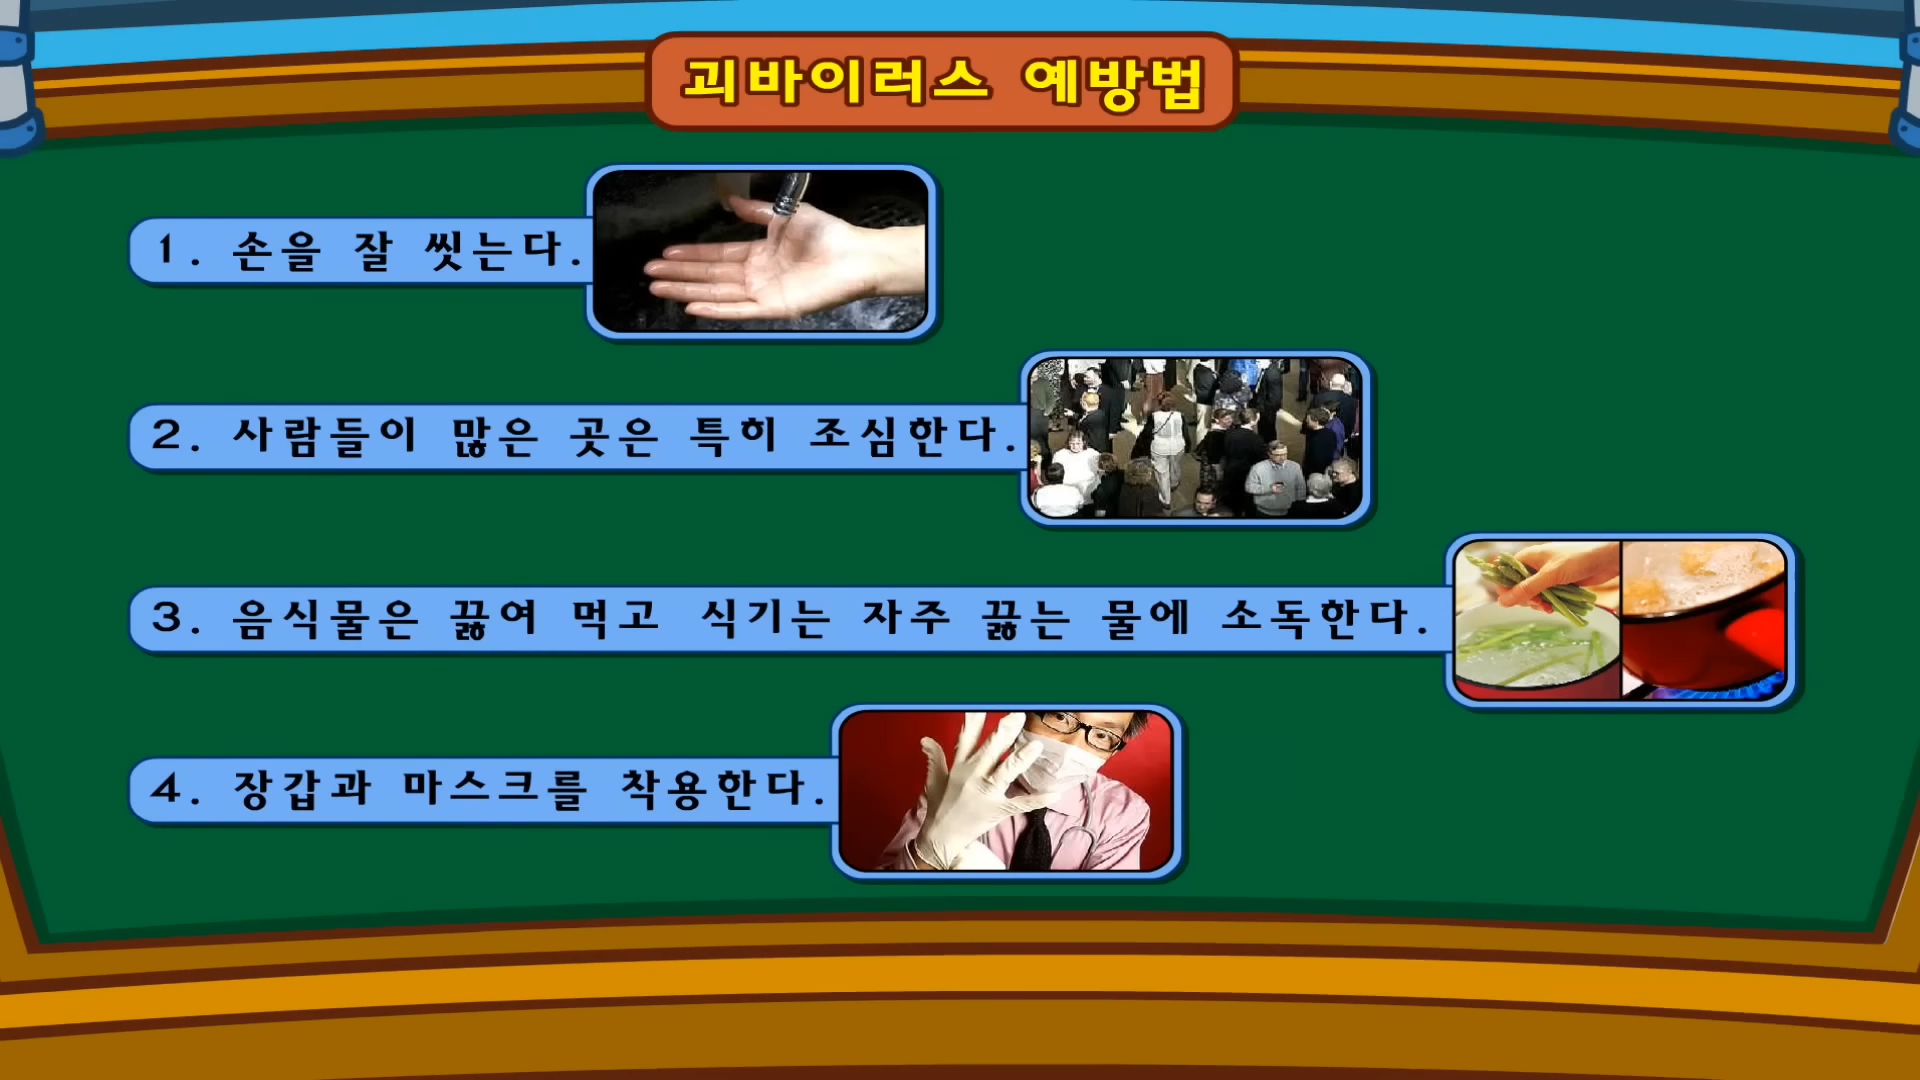 괴바이러스 예방법
1. 손을 잘 씻는다.
2. 사람들이 많은 곳은 특히 조심한다.
3. 음식물은 끓여 먹고 식기는 자주 끓는 물에 소독한다.
4. 장갑과 마스크를 착용한다.